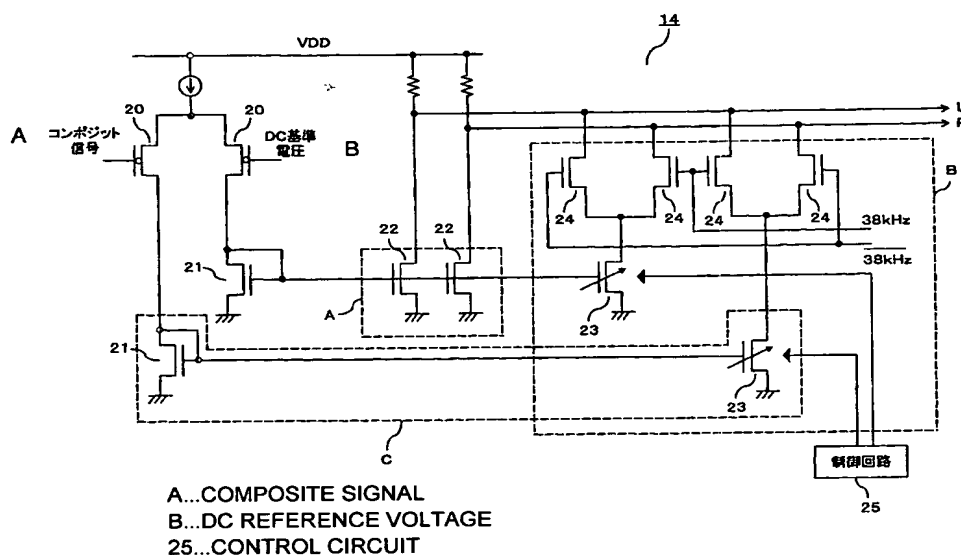 14
VDD
20
20
A
コンポジット
信号
DC基準
電圧
B
L
R
B
24
24
24
24
38kHz
38kHz
22
22
21
A
23
21
23
C
制御回路
25
A...COMPOSITE SIGNAL
B...DC REFERENCE VOLTAGE
25...CONTROL CIRCUIT